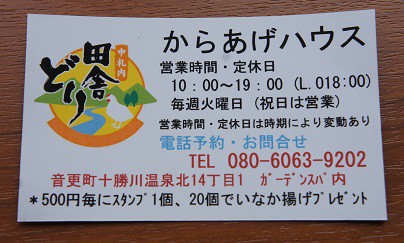 中札内
田舎どり
からあげハウス
営業時間・定休日
10:00~19:00 (L.O18:00)
毎週火曜日(祝日は営業)
営業時間・定休日は時期により変動あり
電話予約・お問合せ
TEL 080-6063-9202
音更町十勝川温泉北14丁目1 ガーデンスパ内
*500円毎にスタンプ1個、20個でいなか揚げプレゼント